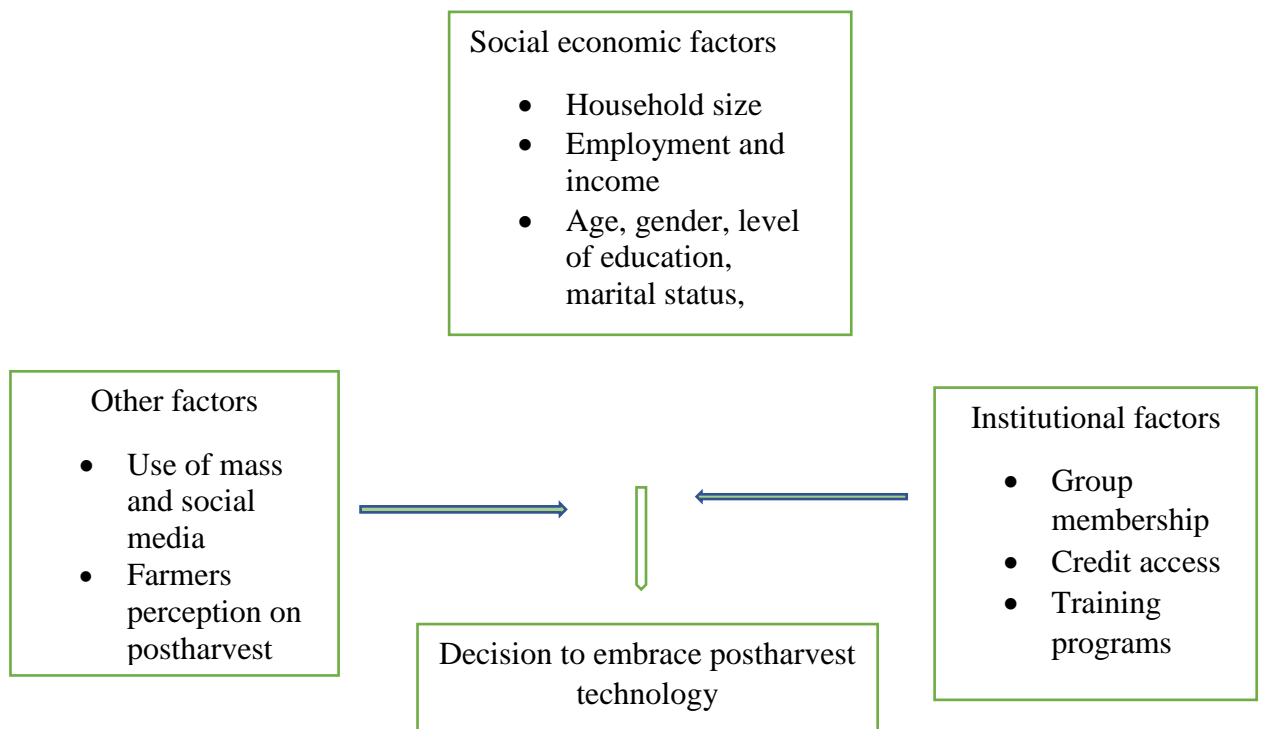 Social economic factors
• Household size
• Employment and
income
• Age, gender, level
of education,
marital status,
Other factors
• Use of mass
and social
media
• Farmers
perception on
postharvest
Institutional factors
• Group
membership
• Credit access
• Training
programs
Decision to embrace postharvest
technology